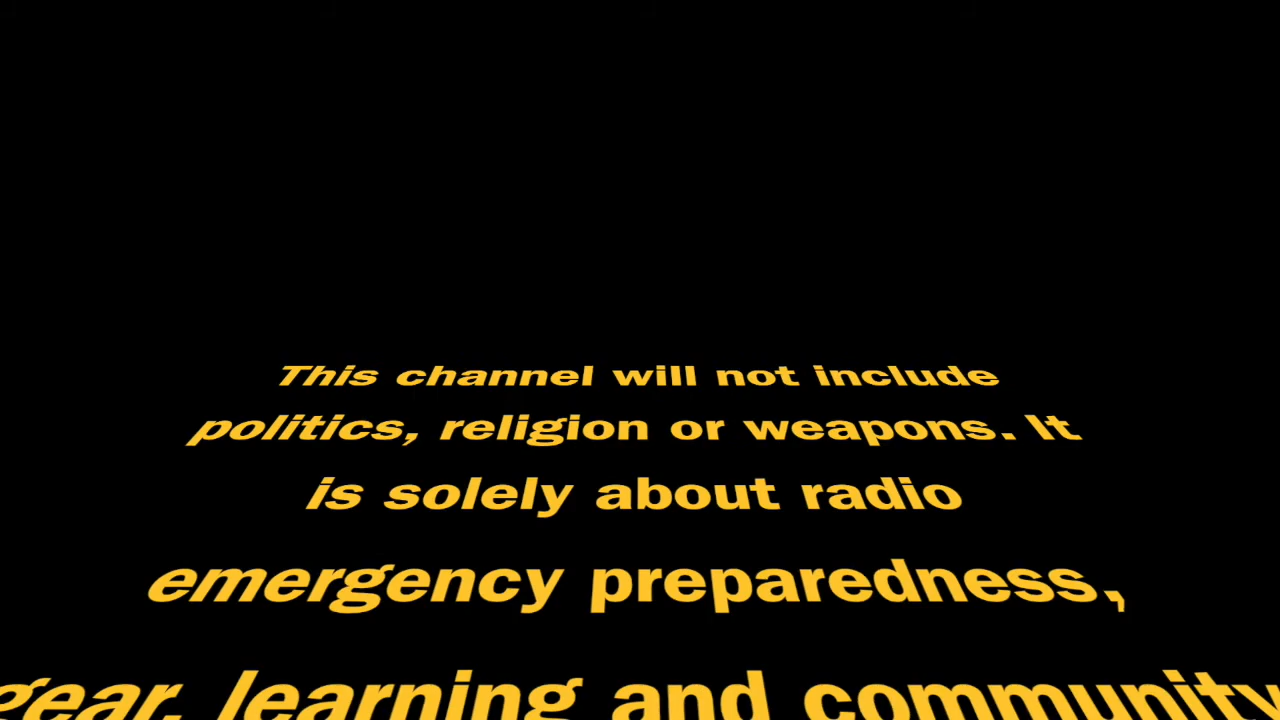 This channel will not include
politics, religion or weapons. It
is solely about radio
emergency preparedness,
gear, learning and community